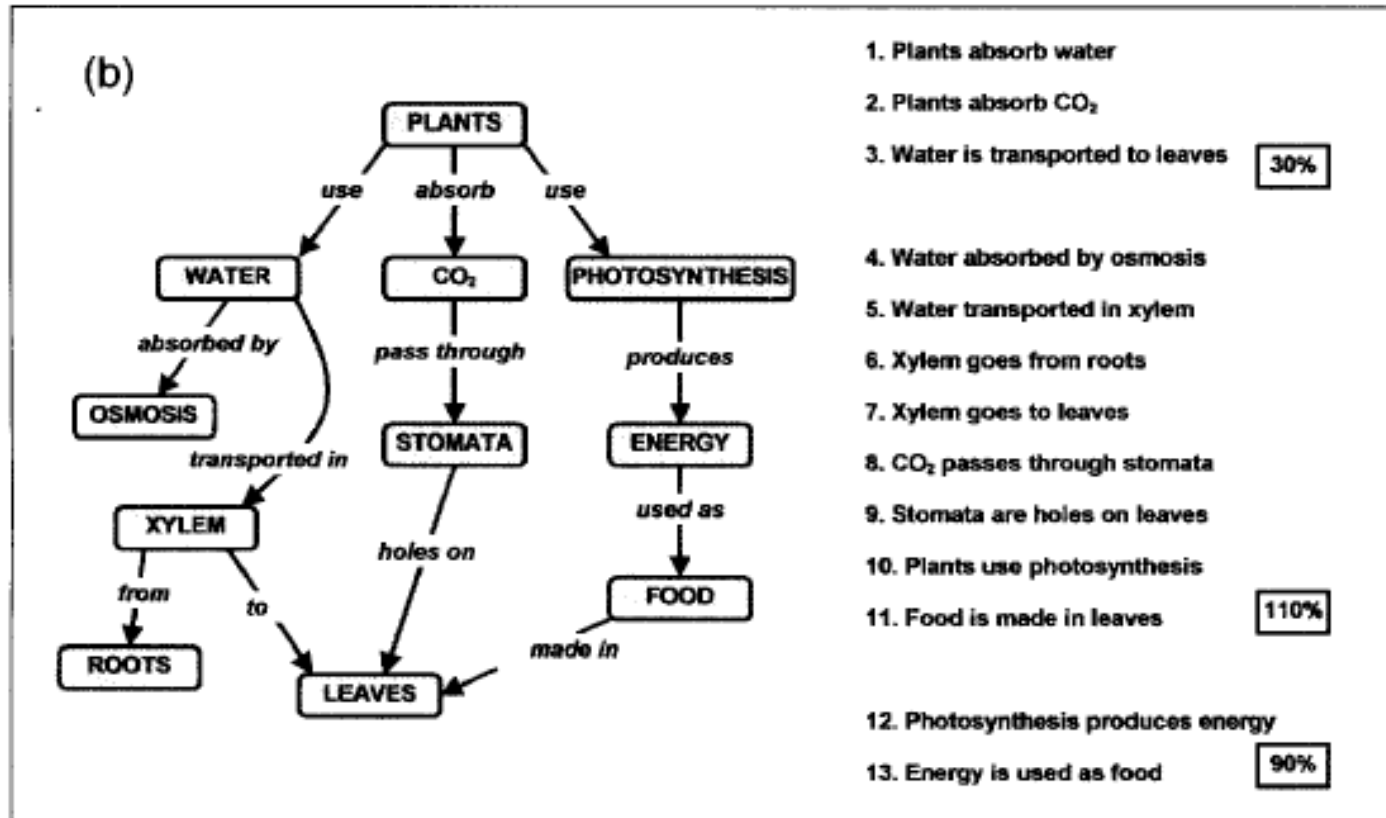 (b)
PLANTS
use
absorb
use
WATER
CO₂
PHOTOSYNTHESIS
absorbed by
pass through
produces
OSMOSIS
STOMATA
ENERGY
transported in
used as
XYLEM
holes on
from
to
FOOD
made in
ROOTS
LEAVES
1. Plants absorb water
2. Plants absorb CO₂
3. Water is transported to leaves 30%
4. Water absorbed by osmosis
5. Water transported in xylem
6. Xylem goes from roots
7. Xylem goes to leaves
8. CO₂ passes through stomata
9. Stomata are holes on leaves
10. Plants use photosynthesis
11. Food is made in leaves 110%
12. Photosynthesis produces energy
13. Energy is used as food 90%